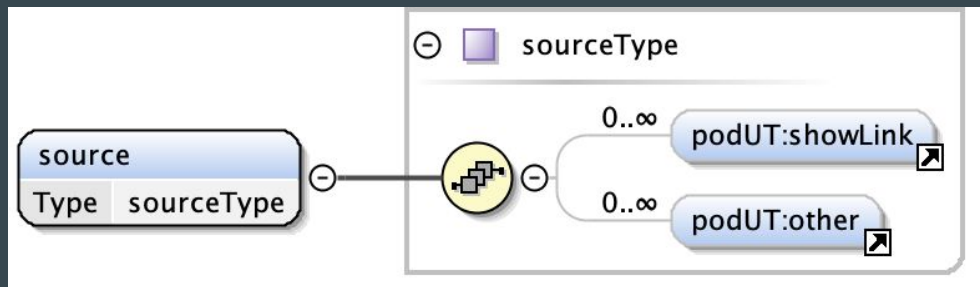 sourceType
0..∞
podUT:showLink
source
Type sourceType
0..∞
podUT:other